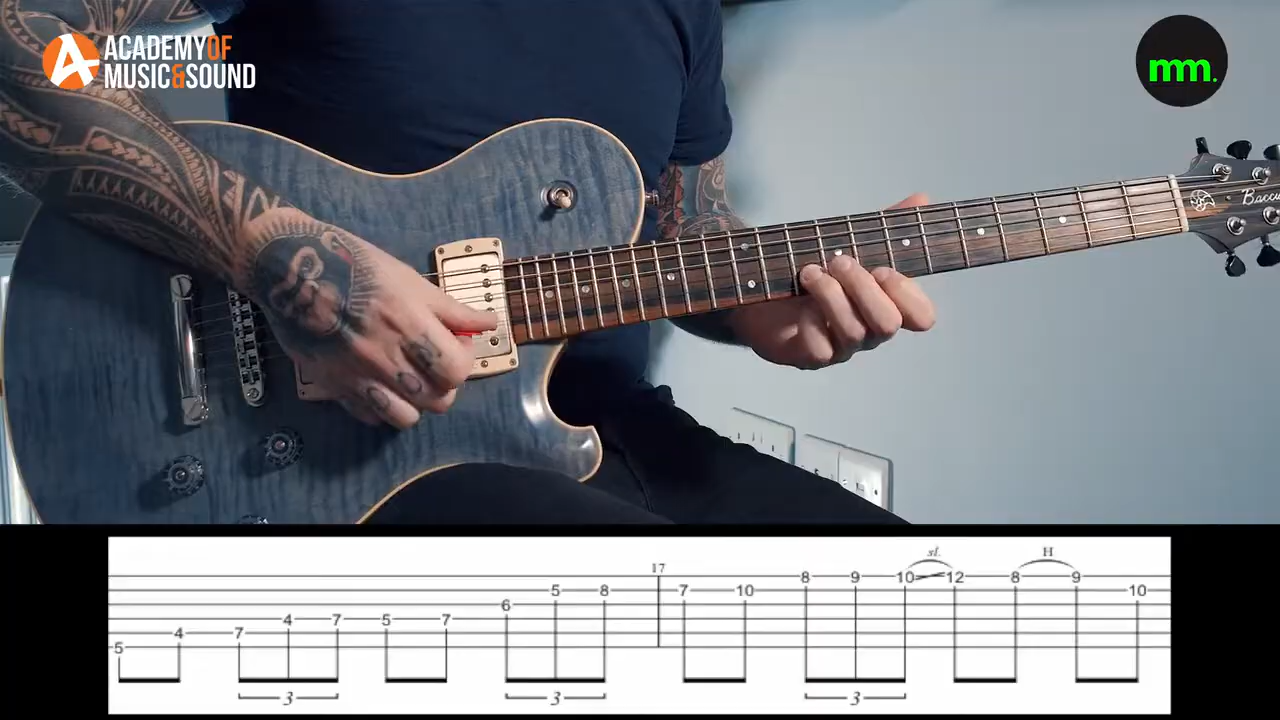 ACADEMY OF
MUSIC&SOUND
mm.
Baccu
sl. H
17
8 9 10 12 8 9
5 8 7 10 10
6
4 7 5 7
4 7
5
3 3 3